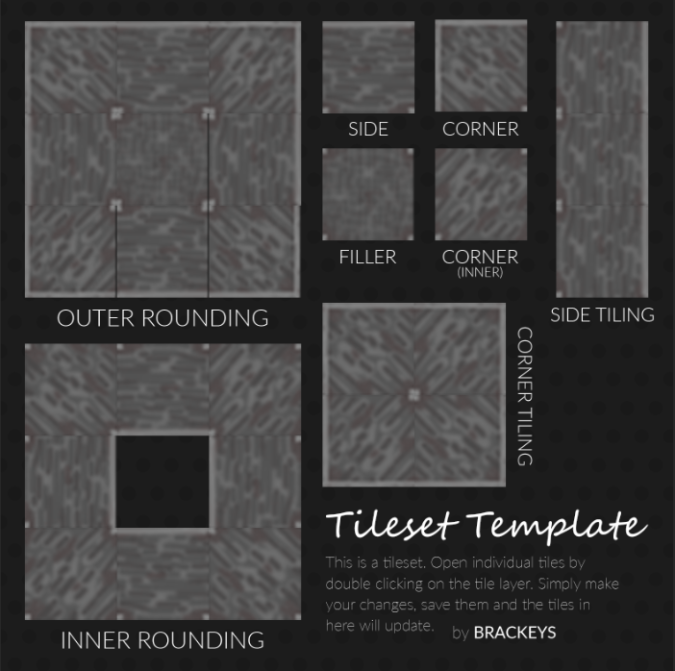 SIDE
CORNER
FILLER
CORNER
(INNER)
OUTER ROUNDING
SIDE TILING
CORNER TILING
INNER ROUNDING
Tileset Template
This is a tileset. Open individual tiles by
double clicking on the tile layer. Simply make
your changes, save them and the tiles in
here will update.
by BRACKEYS